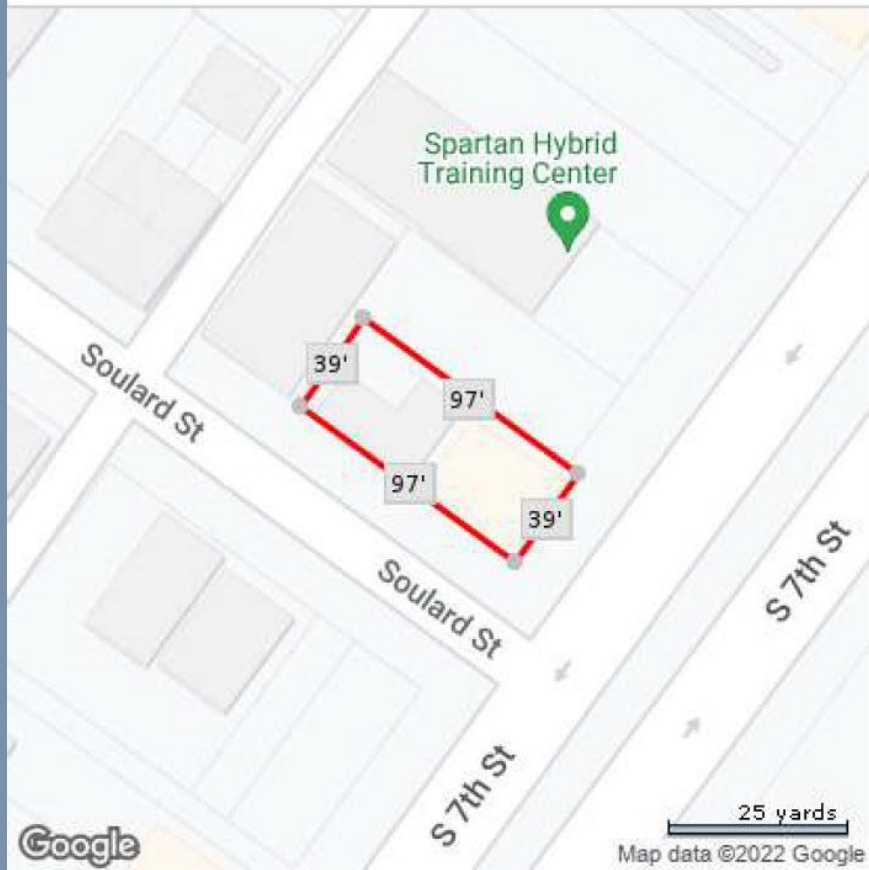 Spartan Hybrid
Training Center
Soulard St
39'
97'
97'
39'
Soulard St
S 7th St
S 7th St
25 yards
Google
Map data ©2022 Google